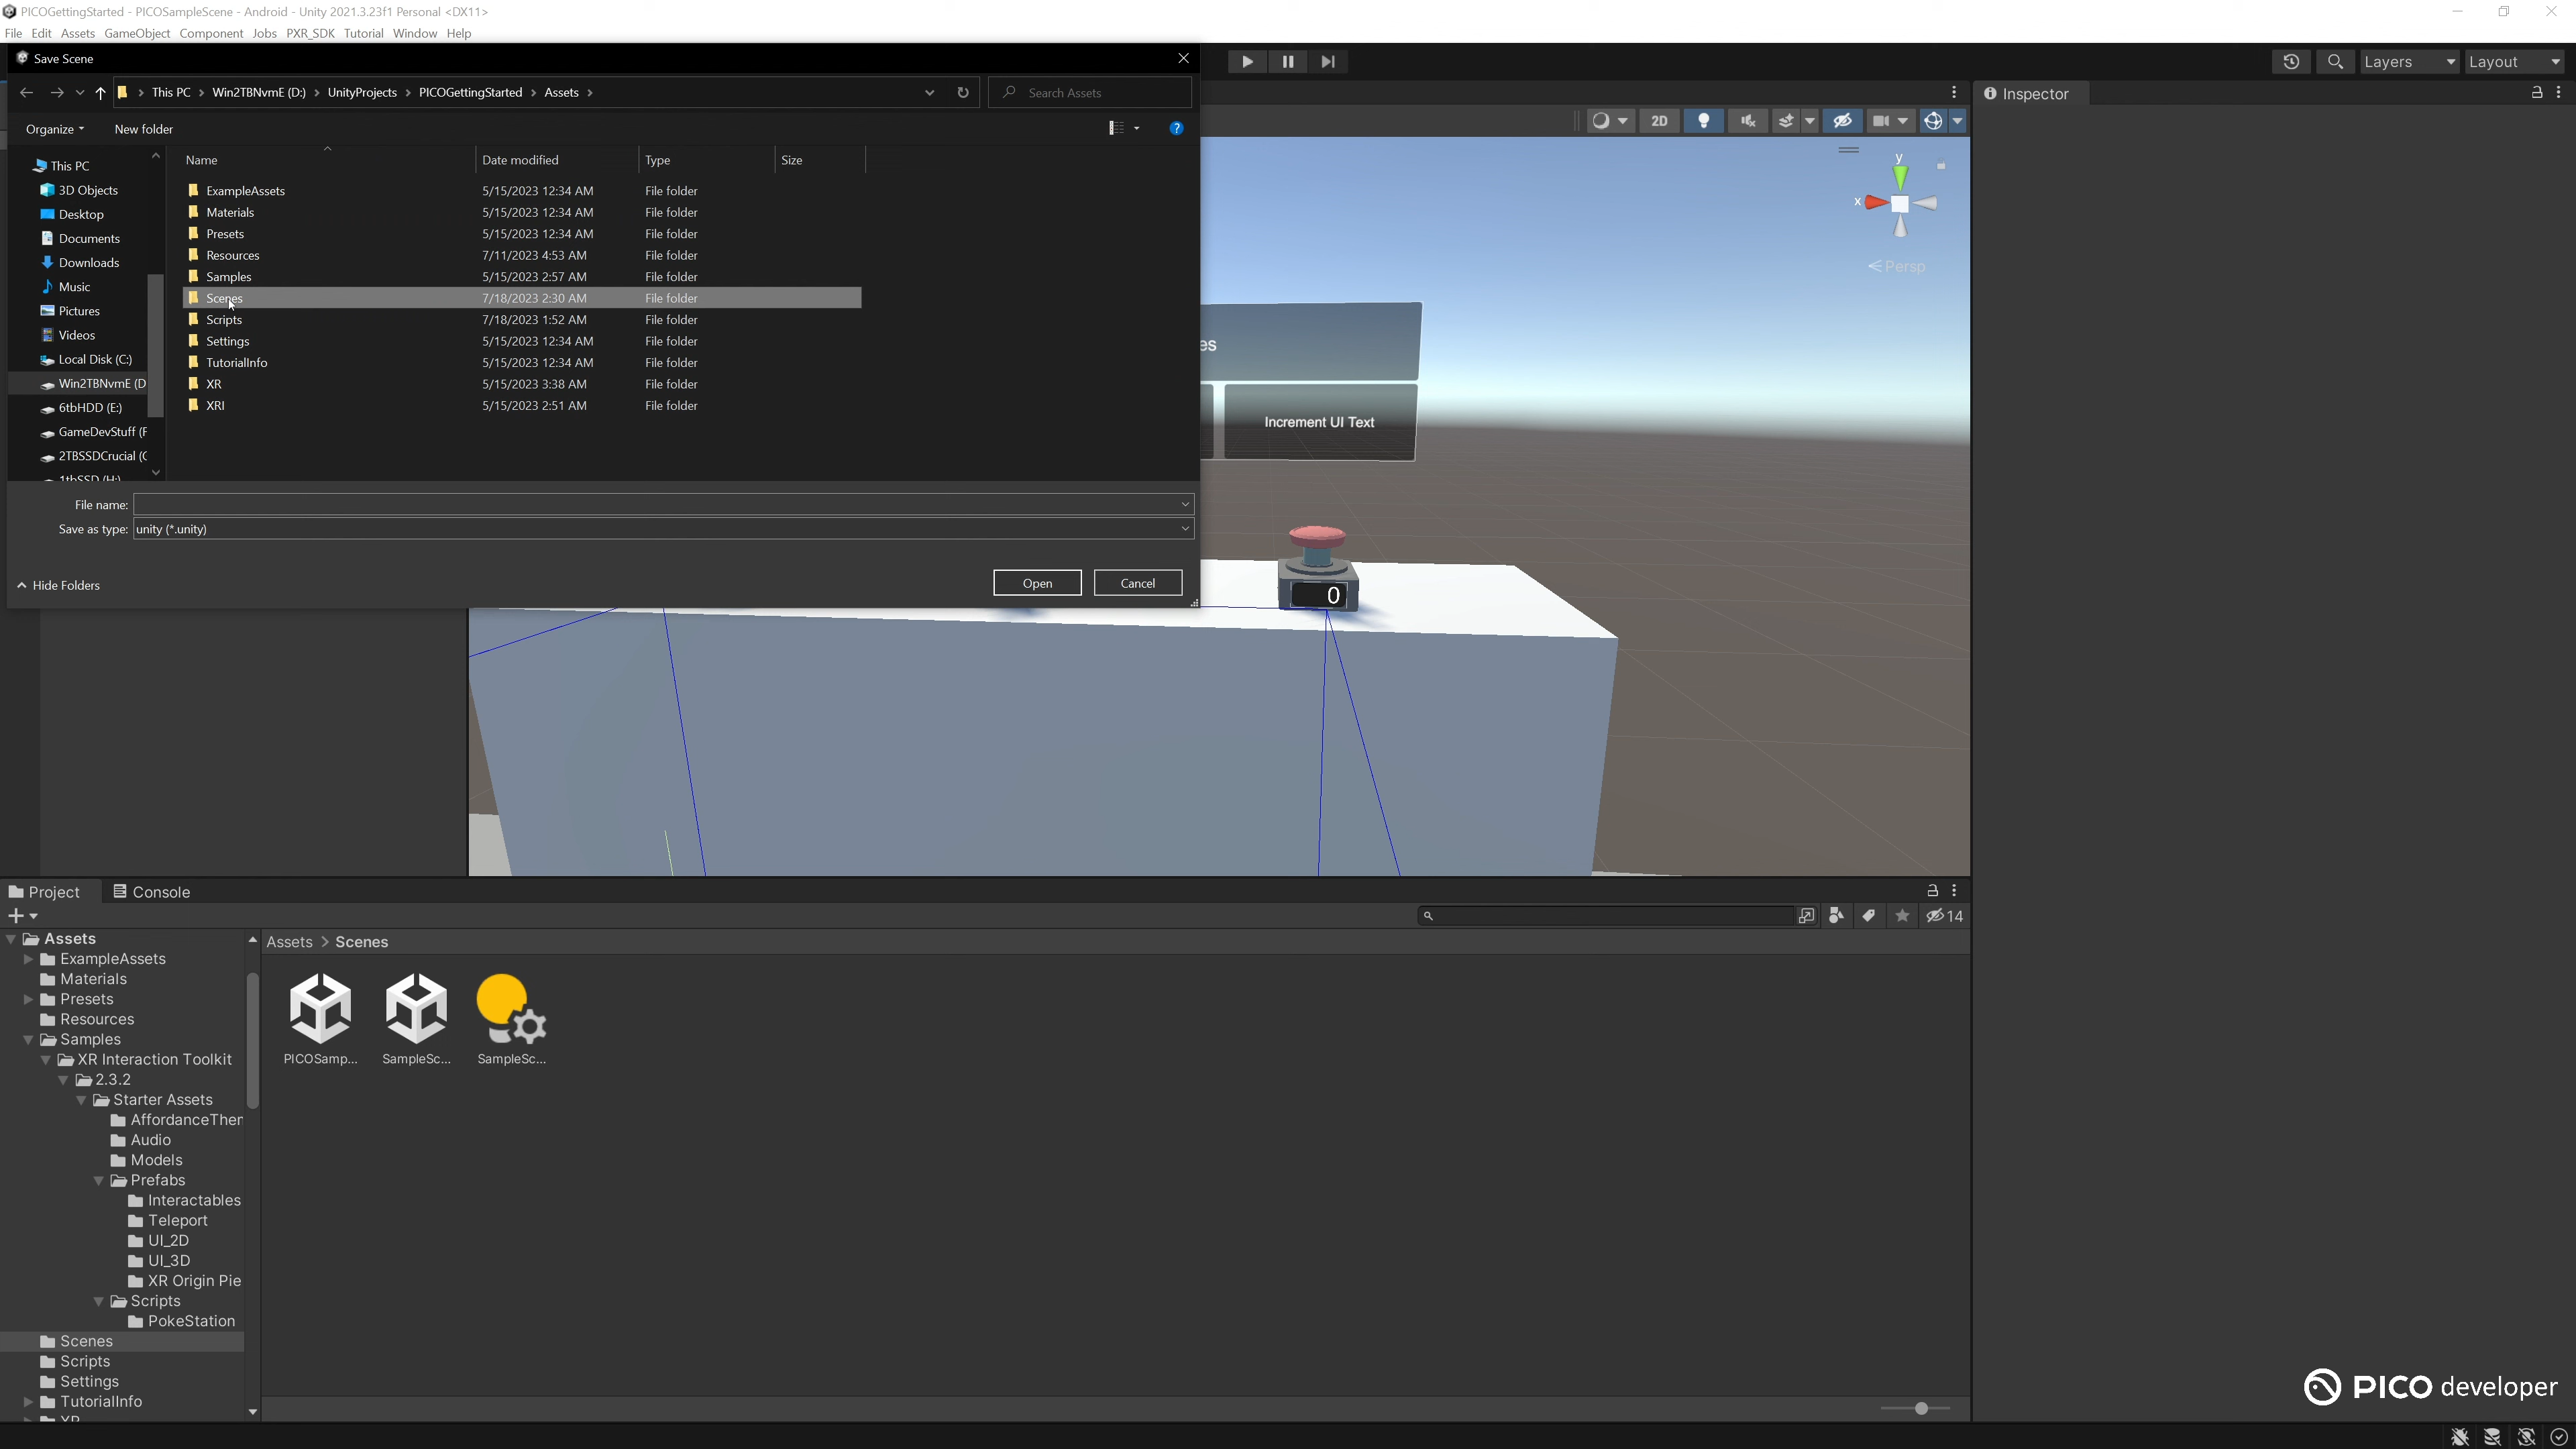 PICOGettingStarted - PICOSampleScene - Android - Unity 2021.3.23f1 Personal <DX11>
File Edit Assets GameObject Component Jobs PXR_SDK Tutorial Window Help
Save Scene
Layers Layout
This PC Win2TBNvmE (D:) UnityProjects PICOGettingStarted Assets
Search Assets
Inspector
Organize New folder
2D
Name Date modified Type Size
This PC
3D Objects
Desktop
Documents
Downloads
Music
Pictures
Videos
Local Disk (C:)
Win2TBNvmE (D
6tbHDD (E:)
GameDevStuff (F
2TBSSDCrucial (G
1tbSSD (H:)
ExampleAssets 5/15/2023 12:34 AM File folder
Materials 5/15/2023 12:34 AM File folder
Presets 5/15/2023 12:34 AM File folder
Resources 7/11/2023 4:53 AM File folder
Samples 5/15/2023 2:57 AM File folder
Scenes 7/18/2023 2:30 AM File folder
Scripts 7/18/2023 1:52 AM File folder
Settings 5/15/2023 12:34 AM File folder
TutorialInfo 5/15/2023 12:34 AM File folder
XR 5/15/2023 3:38 AM File folder
XRI 5/15/2023 2:51 AM File folder
y
x
Persp
es
Increment UI Text
0
File name:
Save as type: unity (*.unity)
Hide Folders
Open Cancel
Project Console
14
Assets
ExampleAssets
Materials
Presets
Resources
Samples
XR Interaction Toolkit
2.3.2
Starter Assets
AffordanceTher
Audio
Models
Prefabs
Interactables
Teleport
UI_2D
UI_3D
XR Origin Pie
Scripts
PokeStation
Scenes
Scripts
Settings
TutorialInfo
XR
Assets > Scenes
PICOSamp... SampleSc... SampleSc...
PICO developer